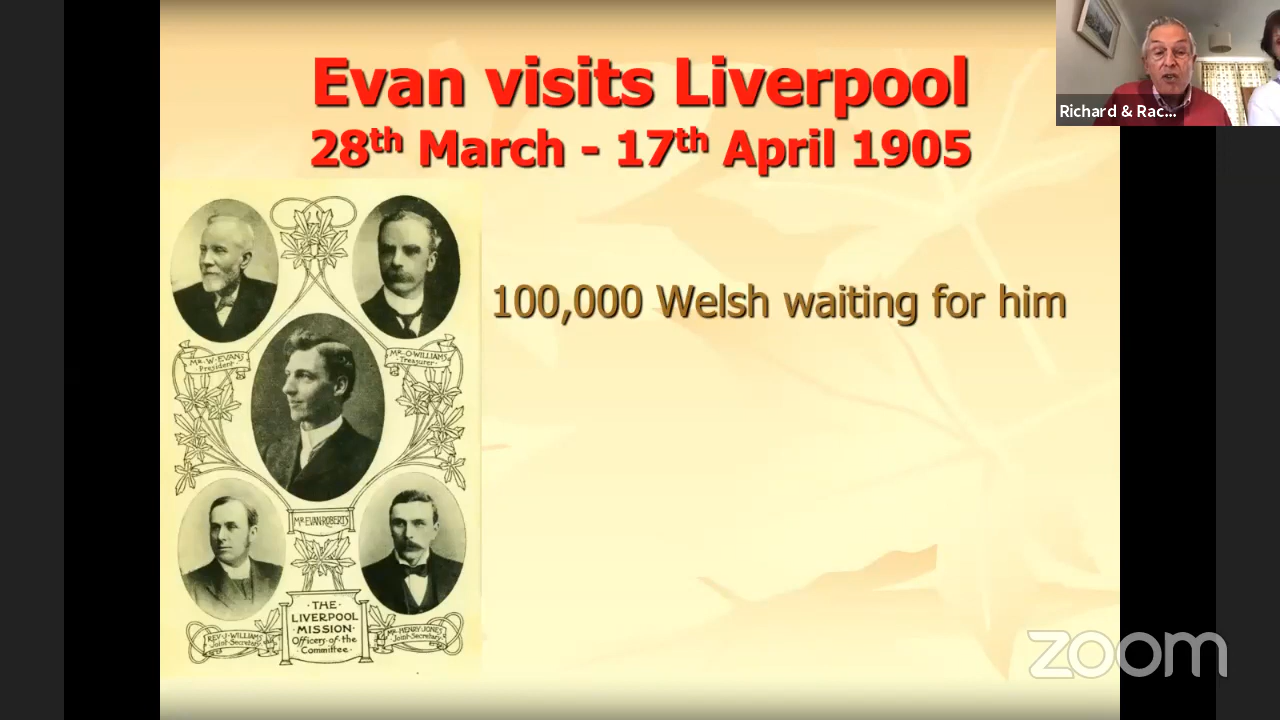 Evan visits Liverpool
28th March - 17th April 1905
Richard & Rac...
100,000 Welsh waiting for him
MR. W. EVANS
President
MR. O. WILLIAMS
Treasurer
MR EVAN ROBERTS
REV. J. WILLIAMS
Joint-Secretary
· THE ·
LIVERPOOL
MISSION
Officers of the
Committee
MR. HENRY JONES
Joint-Secretary
zoom